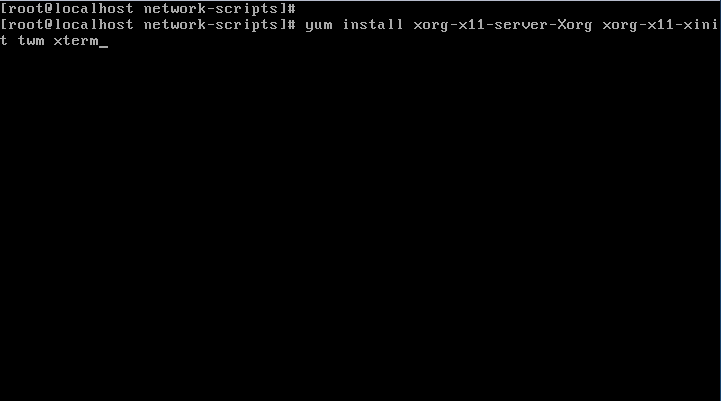 [root@localhost network-scripts]#
[root@localhost network-scripts]# yum install xorg-x11-server-Xorg xorg-x11-xini
t twm xterm_